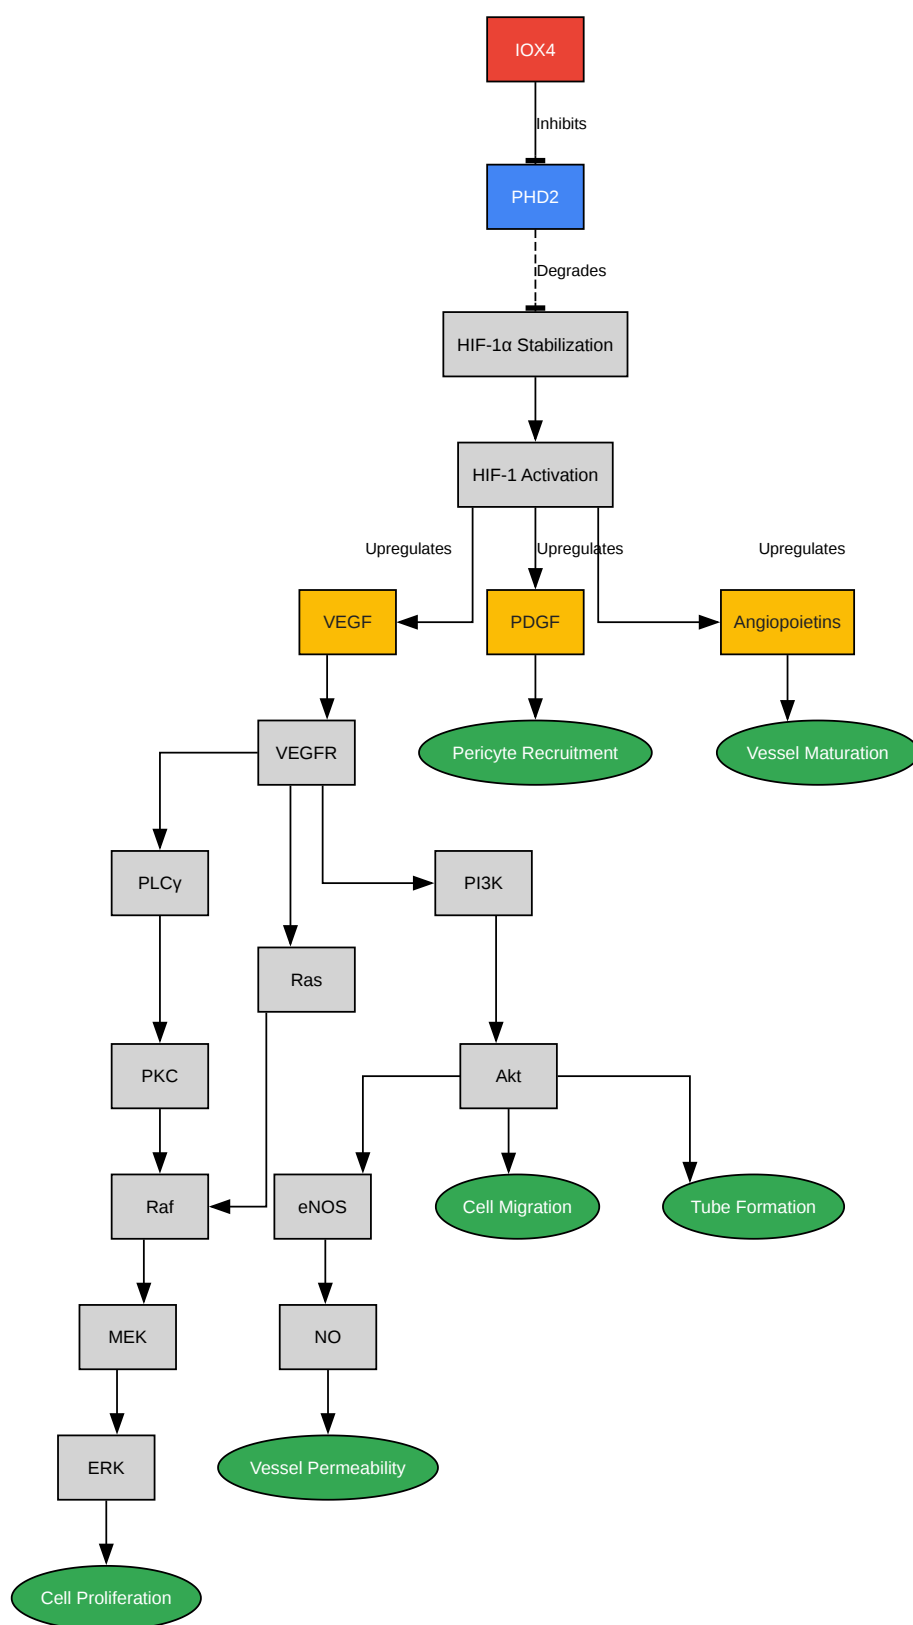 IOX4
Inhibits
PHD2
Degrades
HIF-1α Stabilization
HIF-1 Activation
Upregulates
Upregulates
Upregulates
VEGF
PDGF
Angiopoietins
VEGFR
Pericyte Recruitment
Vessel Maturation
PLCγ
PI3K
Ras
PKC
Akt
Raf
eNOS
Cell Migration
Tube Formation
MEK
NO
ERK
Vessel Permeability
Cell Proliferation